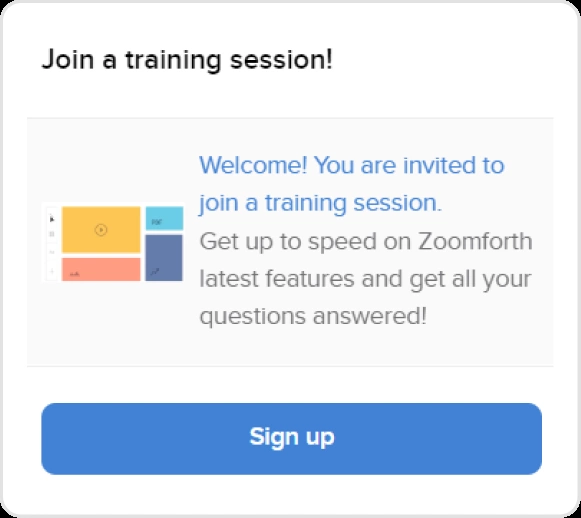 Join a training session!
Welcome! You are invited to
join a training session.
Get up to speed on Zoomforth
latest features and get all your
questions answered!
Sign up